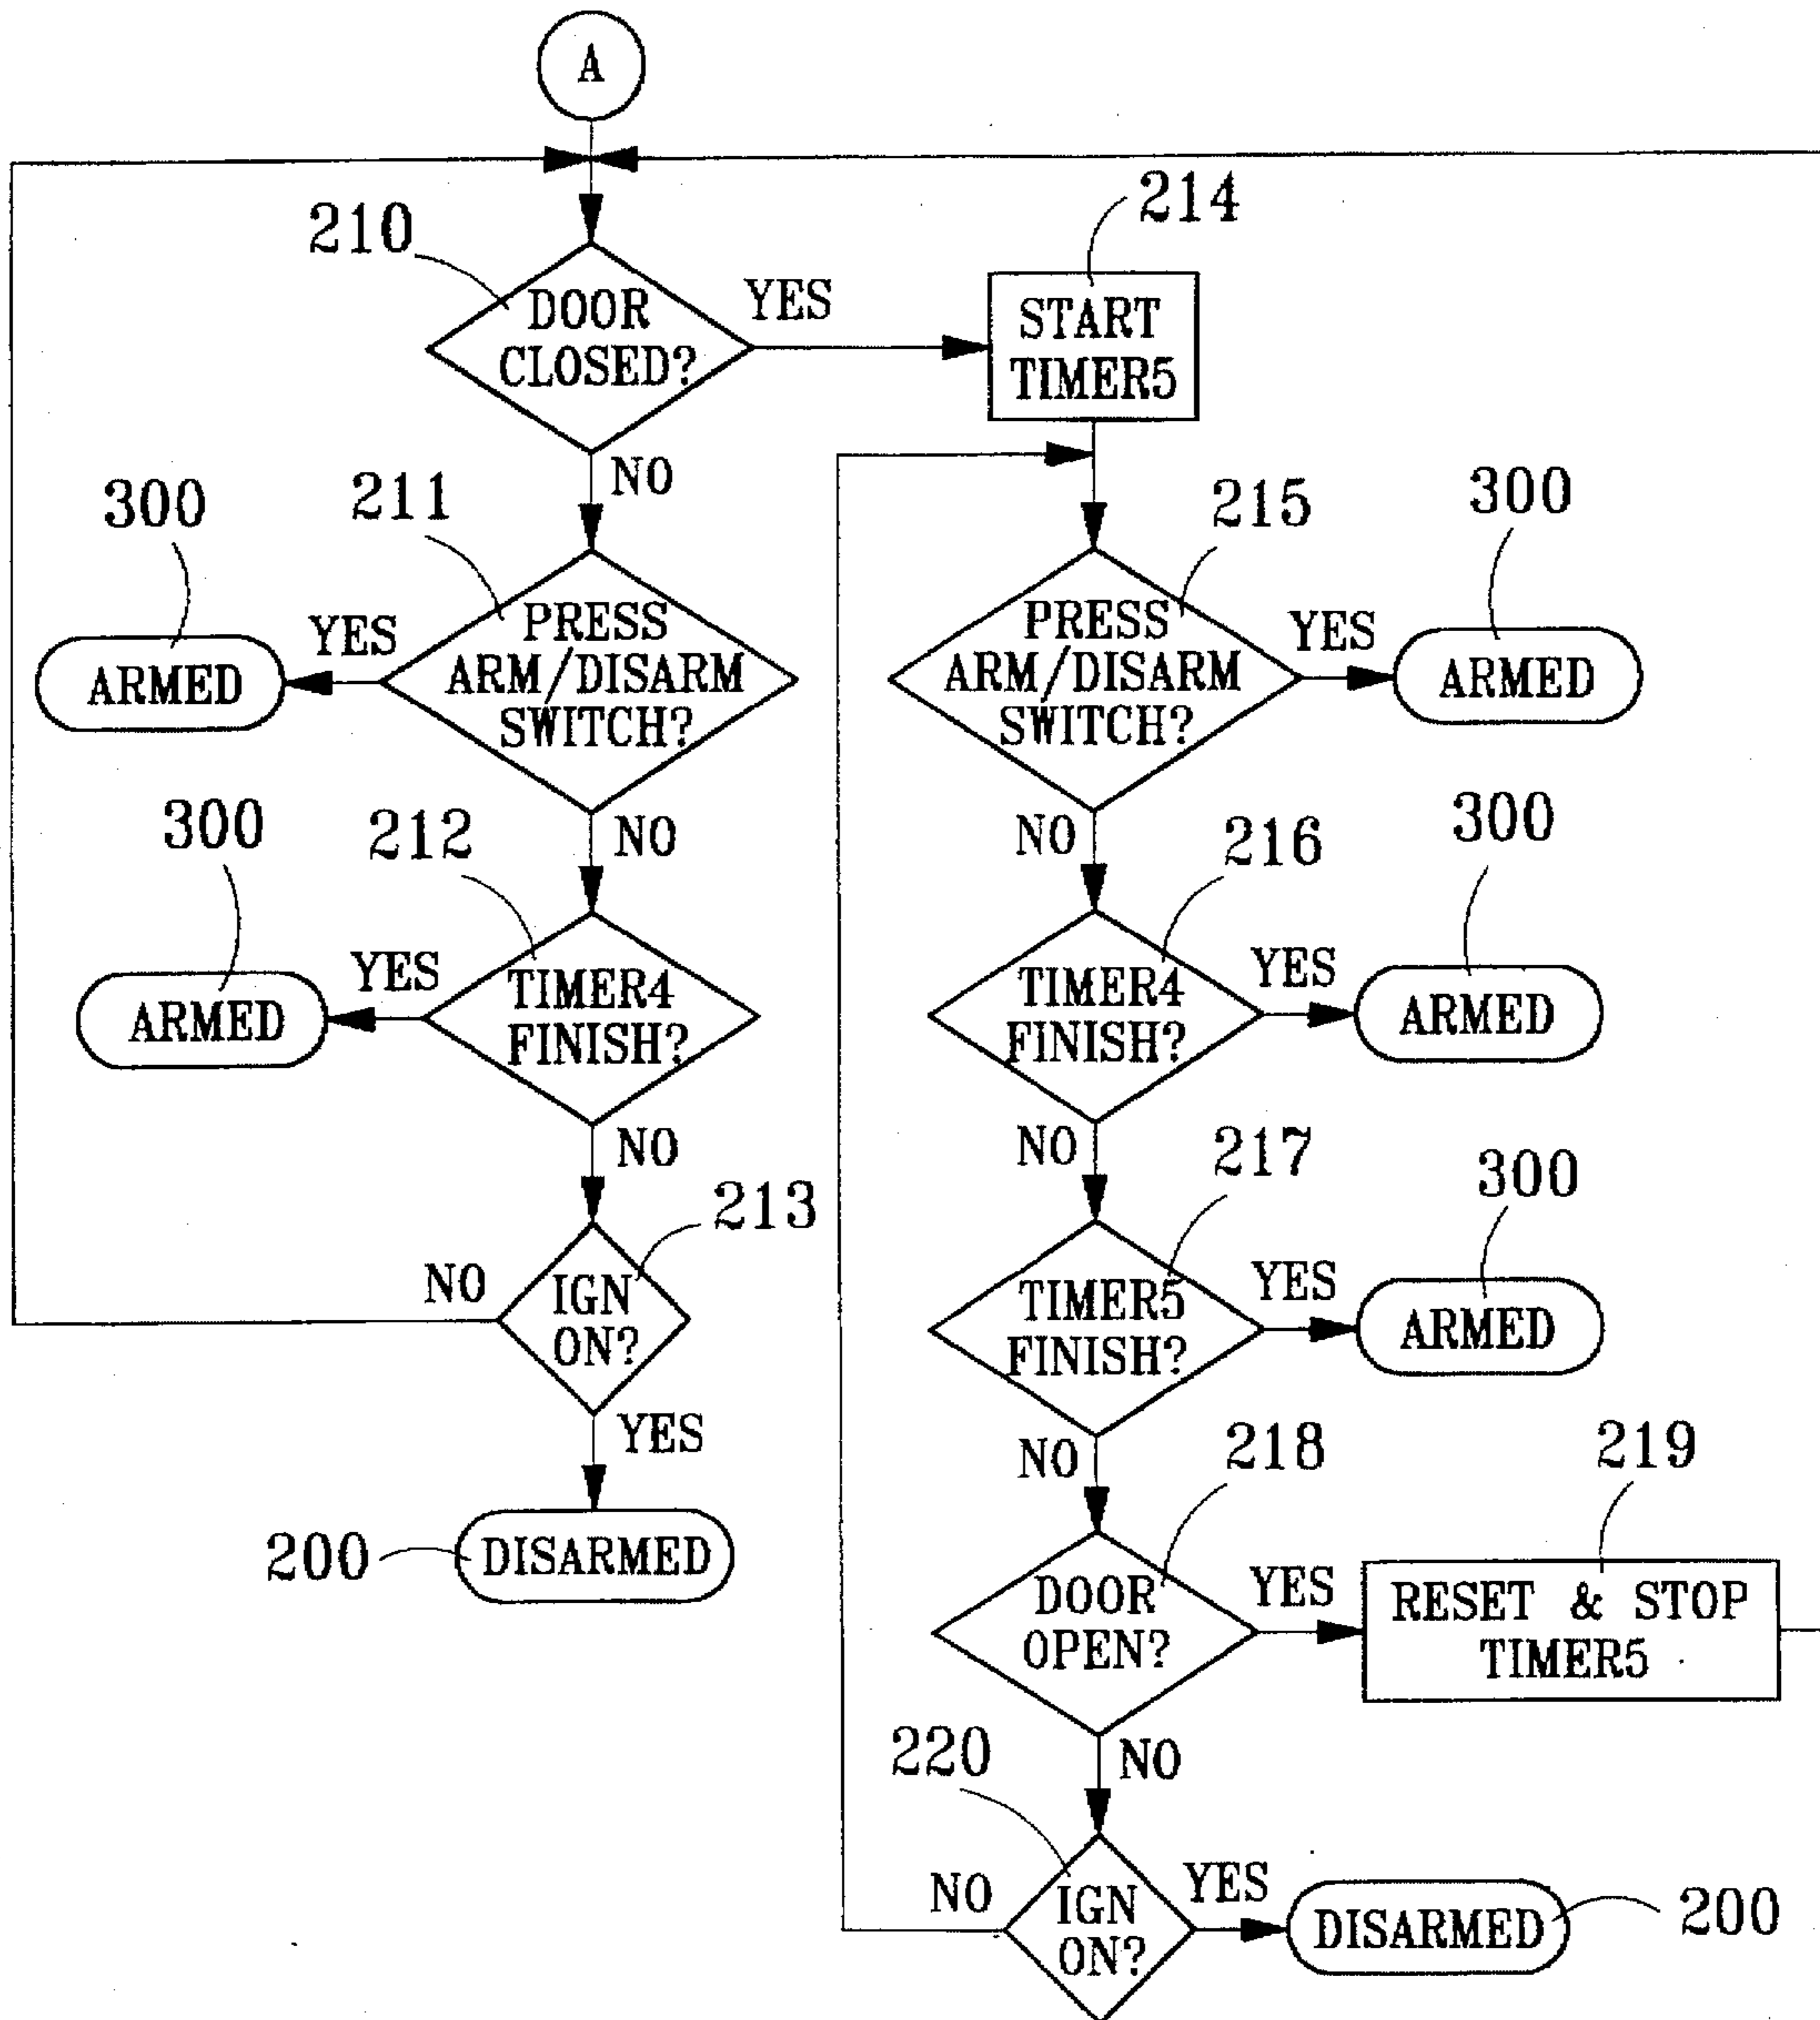 A
210
DOOR
CLOSED?
YES
NO
214
START
TIMER5
300
ARMED
YES
211
PRESS
ARM/DISARM
SWITCH?
NO
215
PRESS
ARM/DISARM
SWITCH?
YES
300
ARMED
NO
300
ARMED
YES
212
TIMER4
FINISH?
NO
216
TIMER4
FINISH?
YES
300
ARMED
NO
213
IGN
ON?
NO
YES
200
DISARMED
217
TIMER5
FINISH?
YES
300
ARMED
NO
218
DOOR
OPEN?
YES
219
RESET & STOP
TIMER5
NO
220
IGN
ON?
NO
YES
DISARMED
200